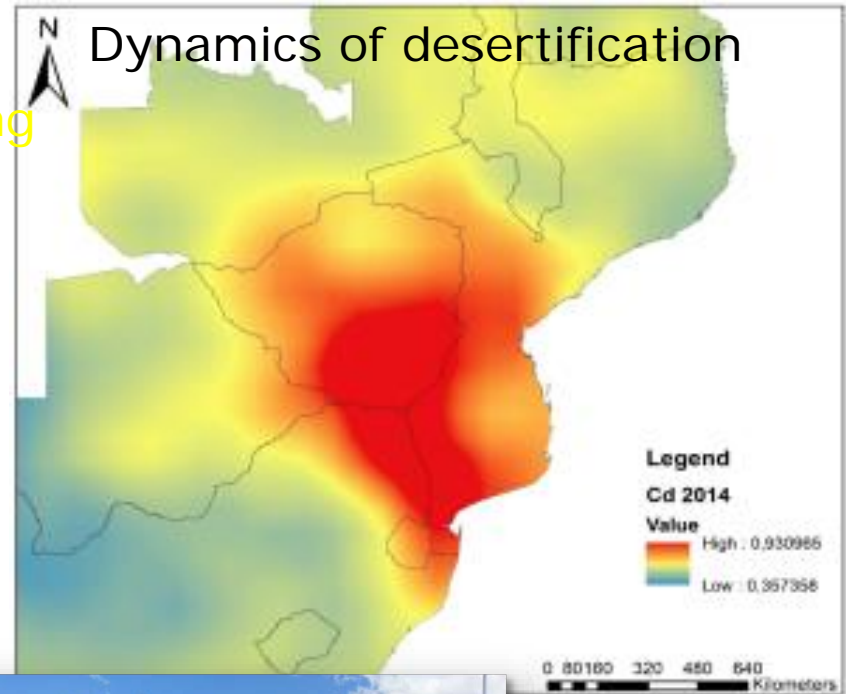 N
Dynamics of desertification
Legend
Cd 2014
Value
High : 0,930965
Low : 0,357358
0 80160 320 480 640
Kilometers